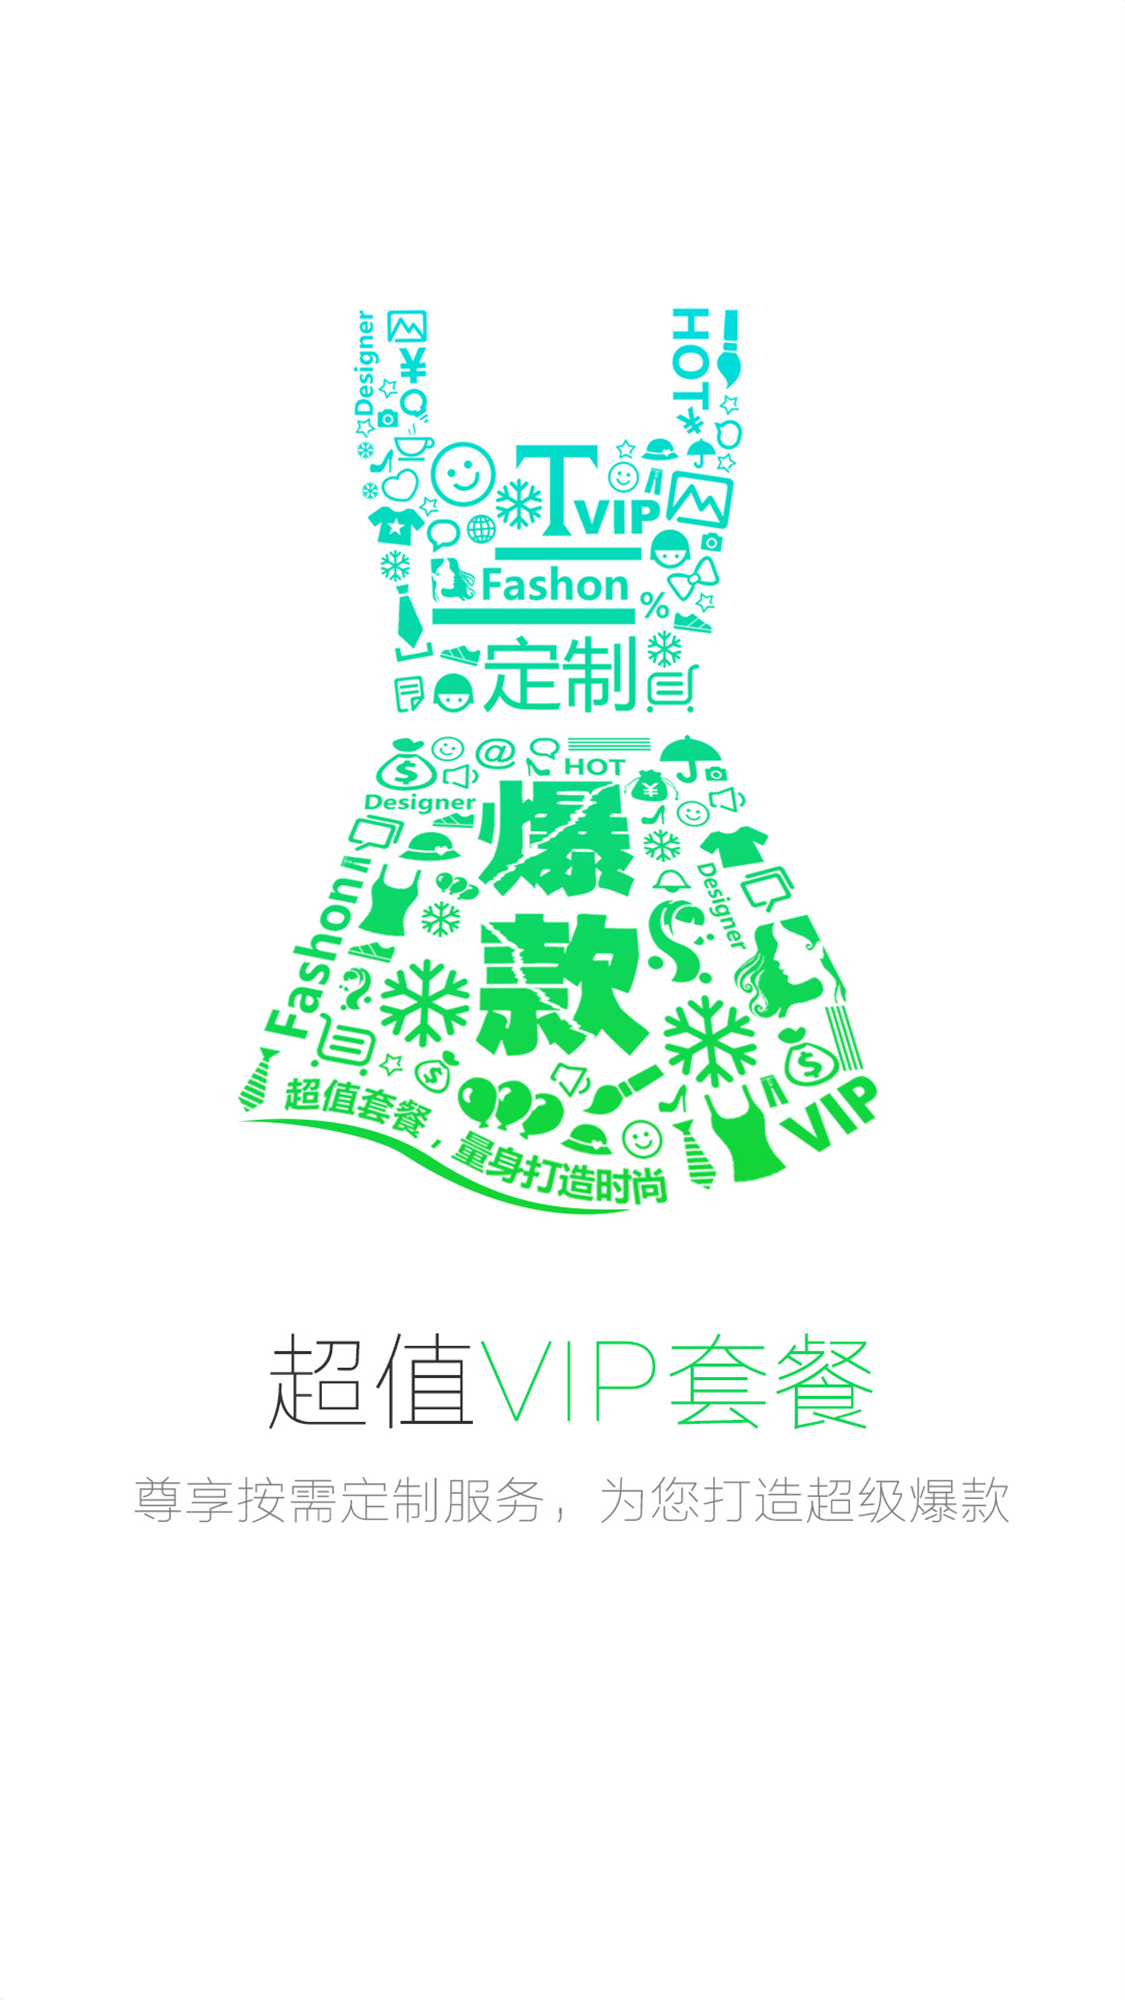 Designer
¥
HOT
¥
T
VIP
Fashon
%
定制
$
@
HOT
Designer
¥
爆
款
Fashon
Designer
$
$
VIP
超值套餐，量身打造时尚
超值VIP套餐
尊享按需定制服务，为您打造超级爆款